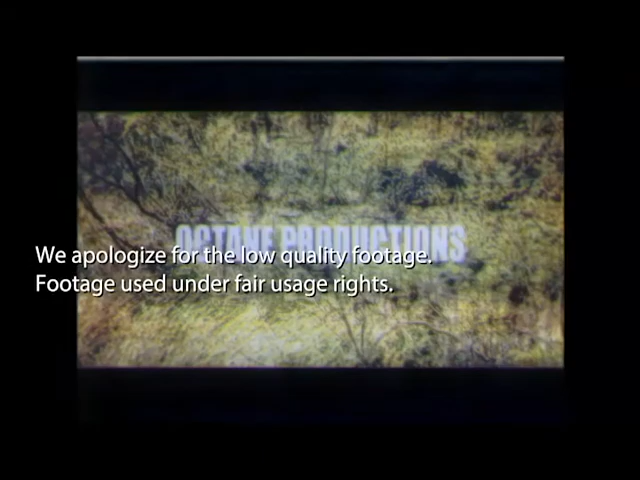 OCTANE PRODUCTIONS
We apologize for the low quality footage.
Footage used under fair usage rights.